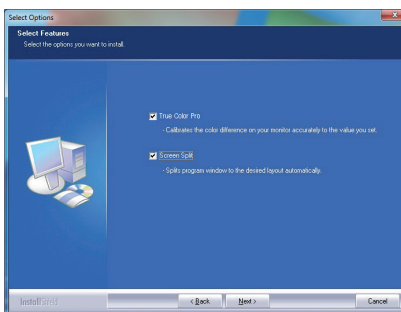 Select Options
Select Features
Select the options you want to install.
True Color Pro
- Calibrates the color difference on your monitor accurately to the value you set.
Screen Split
- Splits program window to the desired layout automatically.
InstallShield
< Back
Next >
Cancel